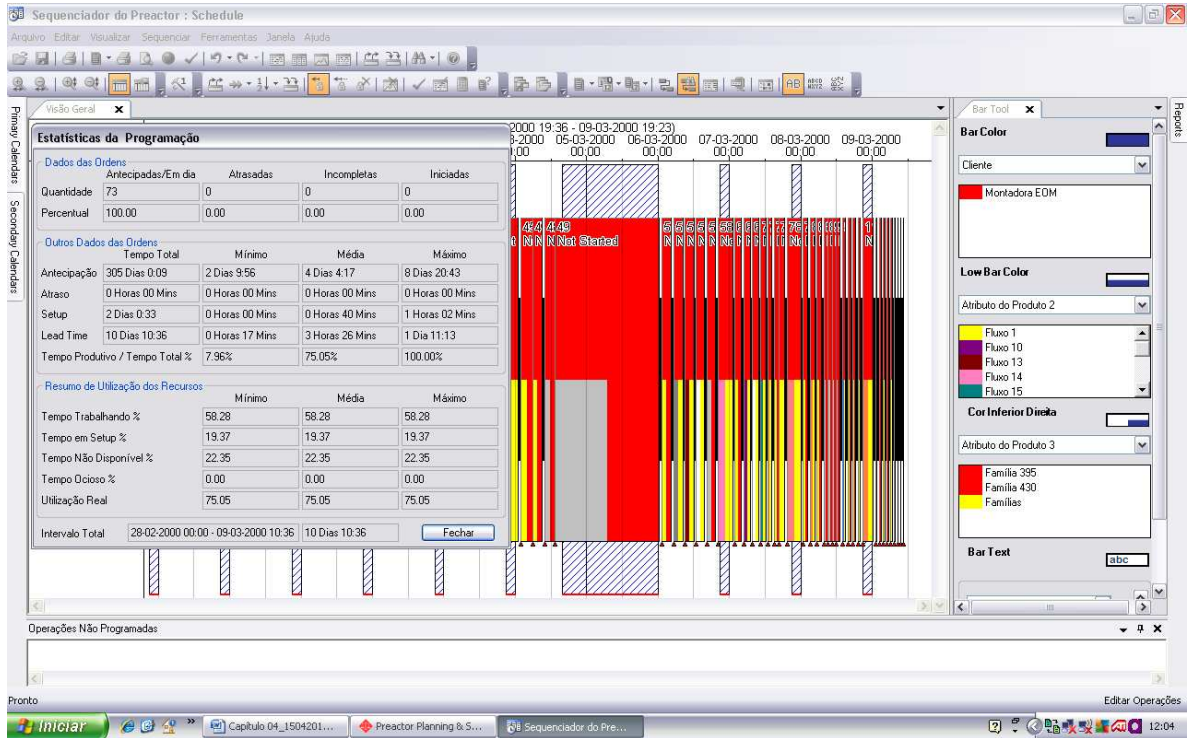 Sequenciador do Preactor : Schedule
Arquivo Editar Visualizar Sequenciar Ferramentas Janela Ajuda
AB
Primary Calendars
Seconday Calendars
Visão Geral
Estatísticas da Programação
Dados das Ordens
Antecipadas/Em dia Atrasadas Incompletas Iniciadas
Quantidade 73 0 0 0
Percentual 100.00 0.00 0.00 0.00
Outros Dados das Ordens
Tempo Total Mínimo Média Máximo
Antecipação 305 Dias 0:09 2 Dias 9:56 4 Dias 4:17 8 Dias 20:43
Atraso 0 Horas 00 Mins 0 Horas 00 Mins 0 Horas 00 Mins 0 Horas 00 Mins
Setup 2 Dias 0:33 0 Horas 00 Mins 0 Horas 40 Mins 1 Horas 02 Mins
Lead Time 10 Dias 10:36 0 Horas 17 Mins 3 Horas 26 Mins 1 Dia 11:13
Tempo Produtivo / Tempo Total % 7.96% 75.05% 100.00%
Resumo de Utilização dos Recursos
Mínimo Média Máximo
Tempo Trabalhando % 58.28 58.28 58.28
Tempo em Setup % 19.37 19.37 19.37
Tempo Não Disponível % 22.35 22.35 22.35
Tempo Ocioso % 0.00 0.00 0.00
Utilização Real 75.05 75.05 75.05
Intervalo Total 28-02-2000 00:00 - 09-03-2000 10:36 10 Dias 10:36 Fechar
2000 19:36 - 09-03-2000 19:23)
3-2000 05-03-2000 06-03-2000 07-03-2000 08-03-2000 09-03-2000
00:00 00:00 00:00 00:00 00:00
49
Not Started
Bar Tool
Bar Color
Cliente
Montadora EOM
Low Bar Color
Atributo do Produto 2
Fluxo 1
Fluxo 10
Fluxo 13
Fluxo 14
Fluxo 15
Cor Inferior Direita
Atributo do Produto 3
Família 395
Família 430
Famílias
Bar Text
abc
Reports
Operações Não Programadas
Pronto
Editar Operações
Iniciar
Capítulo 04_1504201...
Preactor Planning & S...
Sequenciador do Pre...
12:04